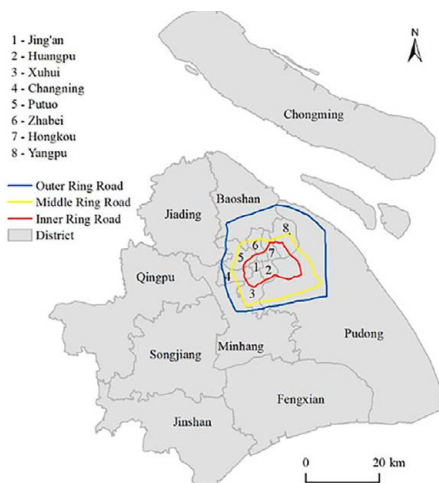 1 - Jing'an
2 - Huangpu
3 - Xuhui
4 - Changning
5 - Putuo
6 - Zhabei
7 - Hongkou
8 - Yangpu
Outer Ring Road
Middle Ring Road
Inner Ring Road
District
N
Chongming
Baoshan
Jiading
8
6
7
5
Qingpu
4
1
2
3
Pudong
Songjiang
Minhang
Fengxian
Jinshan
0 20 km